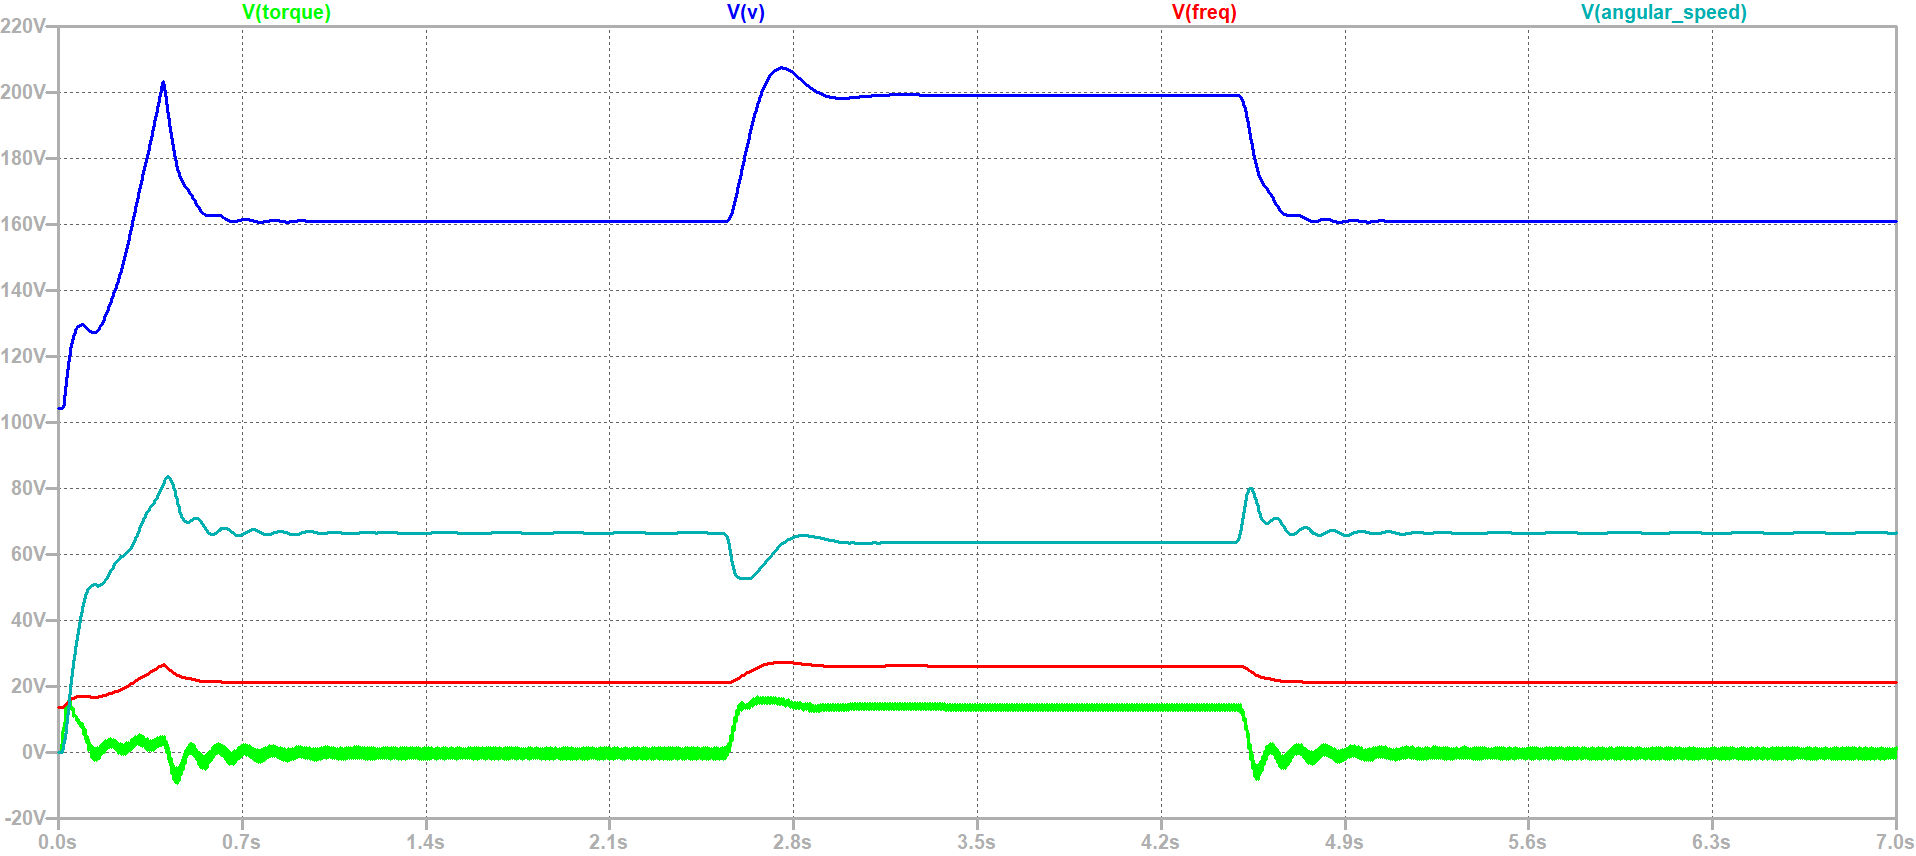 V(torque) V(v) V(freq) V(angular_speed)
220V
200V
180V
160V
140V
120V
100V
80V
60V
40V
20V
0V
-20V
0.0s 0.7s 1.4s 2.1s 2.8s 3.5s 4.2s 4.9s 5.6s 6.3s 7.0s